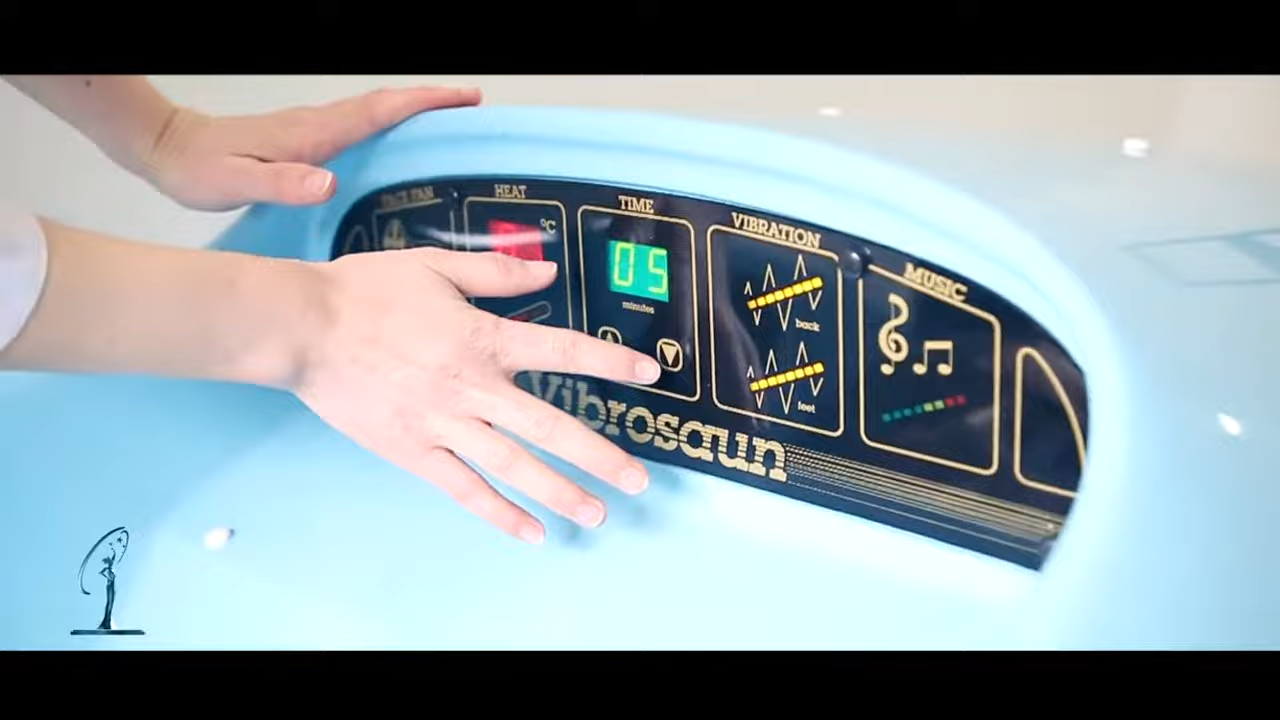 FACE FAN
HEAT
°C
TIME
05
minutes
VIBRATION
back
feet
MUSIC
Vibrosaun